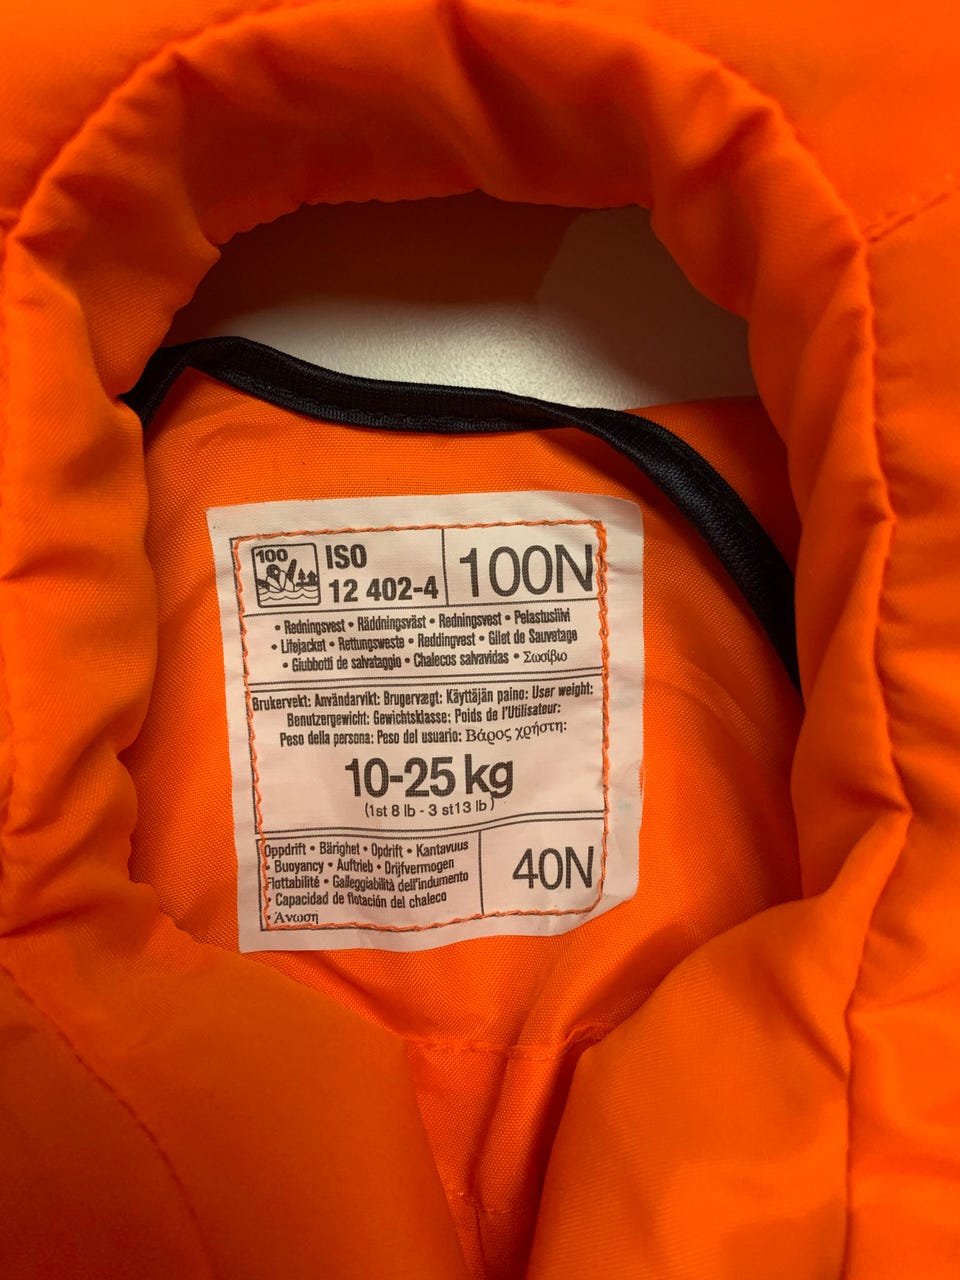 100
ISO
12 402-4
100N
• Redningsvest • Räddningsväst • Redningsvest • Pelastusliivi
• Lifejacket • Rettungsweste • Reddingvest • Gilet de Sauvetage
• Giubbotti de salvataggio • Chalecos salvavidas • Σωσίβιο
Brukervekt: Användarvikt: Brugervægt: Käyttäjän paino: User weight:
Benutzergewicht: Gewichtsklasse: Poids de l'Utilisateur:
Peso della persona: Peso del usuario: Βάρος χρήστη:
10-25 kg
(1st 8 lb - 3 st13 lb)
Oppdrift • Bärighet • Opdrift • Kantavuus
• Buoyancy • Auftrieb • Drijfvermogen
Flottabilité • Galleggiabilità dell'indumento
• Capacidad de flotación del chaleco
• Άνωση
40N